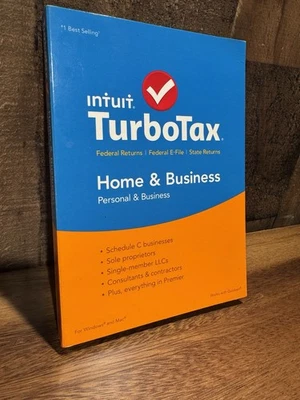 #1 Best Selling
intuit.
TurboTax
Federal Returns | Federal E-File | State Returns
Home & Business
Personal & Business
• Schedule C businesses
• Sole proprietors
• Single-member LLCs
• Consultants & contractors
• Plus, everything in Premier
For Windows® and Mac®